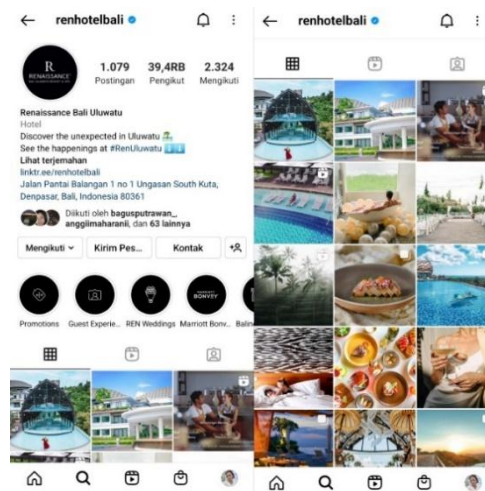 renhotelbali
1.079 39,4RB 2.324
Postingan Pengikut Mengikuti
R
RENAISSANCE
Renaissance Bali Uluwatu
Hotel
Discover the unexpected in Uluwatu
See the happenings at #RenUluwatu
Lihat terjemahan
linktr.ee/renhotelbali
Jalan Pantai Balangan 1 no 1 Ungasan South Kuta,
Denpasar, Bali, Indonesia 80361
Diikuti oleh bagusputrawan_,
anggiimaharani, dan 63 lainnya
Mengikuti Kirim Pes... Kontak
MARRIOTT
BONVOY
Promotions Guest Experie... REN Weddings Marriott Bonv... Balin
renhotelbali